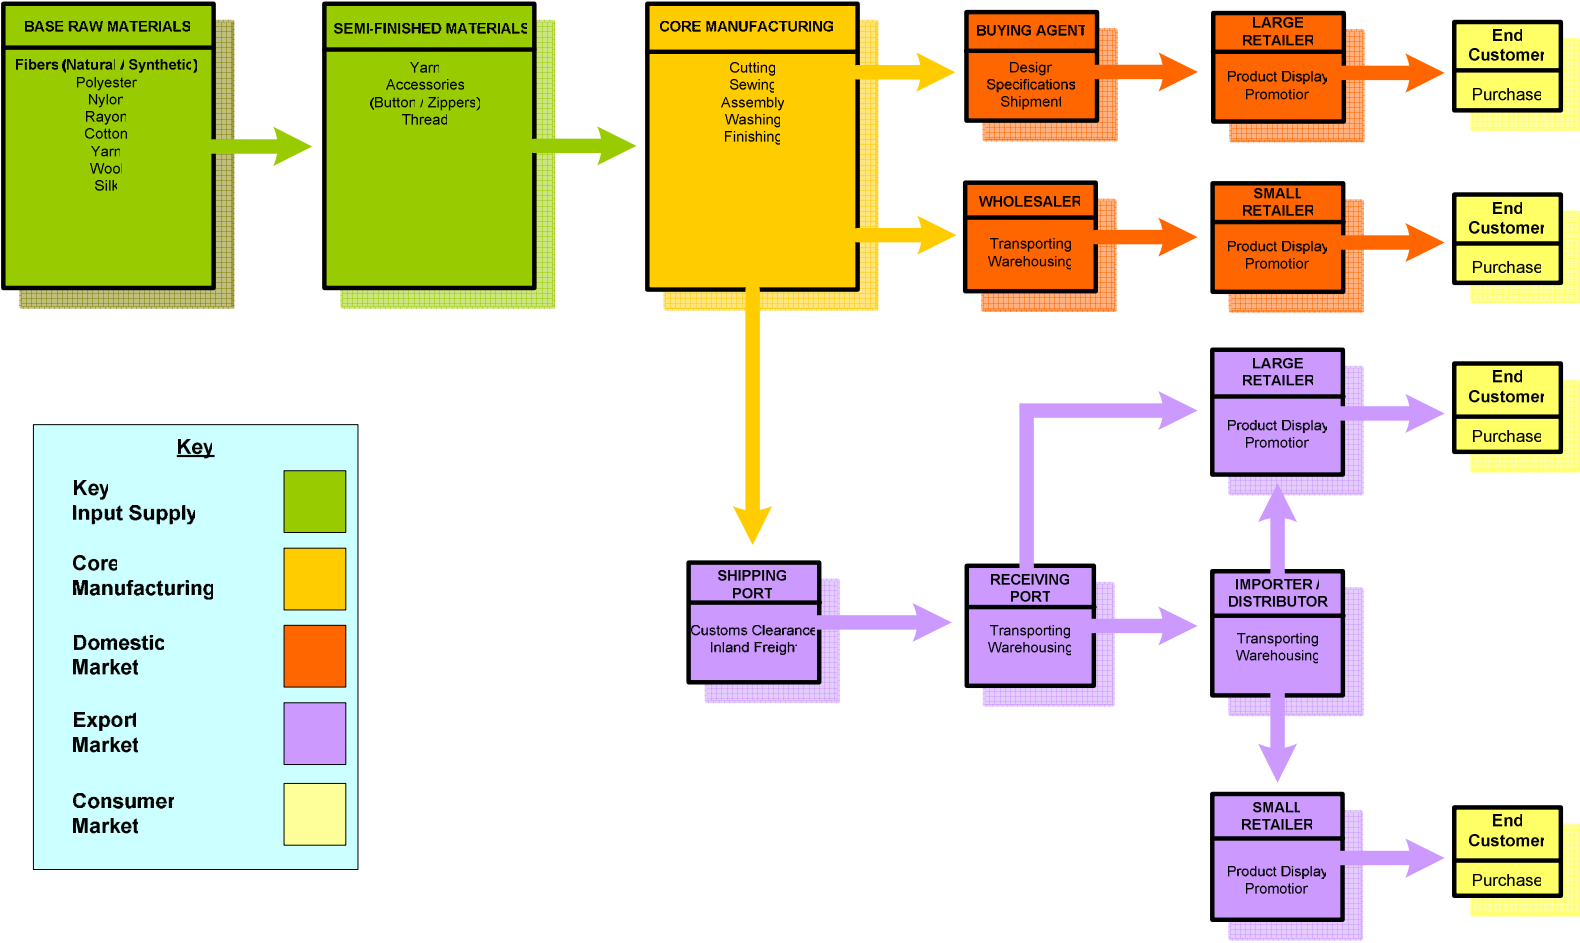 BASE RAW MATERIALS
Fibers (Natural / Synthetic)
Polyester
Nylon
Rayon
Cotton
Yarn
Wool
Silk
SEMI-FINISHED MATERIALS
Yarn
Accessories
(Button / Zippers)
Thread
CORE MANUFACTURING
Cutting
Sewing
Assembly
Washing
Finishing
BUYING AGENT
Design
Specifications
Shipment
LARGE
RETAILER
Product Display
Promotion
End
Customer
Purchase
WHOLESALER
Transporting
Warehousing
SMALL
RETAILER
Product Display
Promotion
End
Customer
Purchase
LARGE
RETAILER
Product Display
Promotion
End
Customer
Purchase
Key
Key
Input Supply
Core
Manufacturing
Domestic
Market
Export
Market
Consumer
Market
SHIPPING
PORT
Customs Clearance
Inland Freight
RECEIVING
PORT
Transporting
Warehousing
IMPORTER /
DISTRIBUTOR
Transporting
Warehousing
SMALL
RETAILER
Product Display
Promotion
End
Customer
Purchase